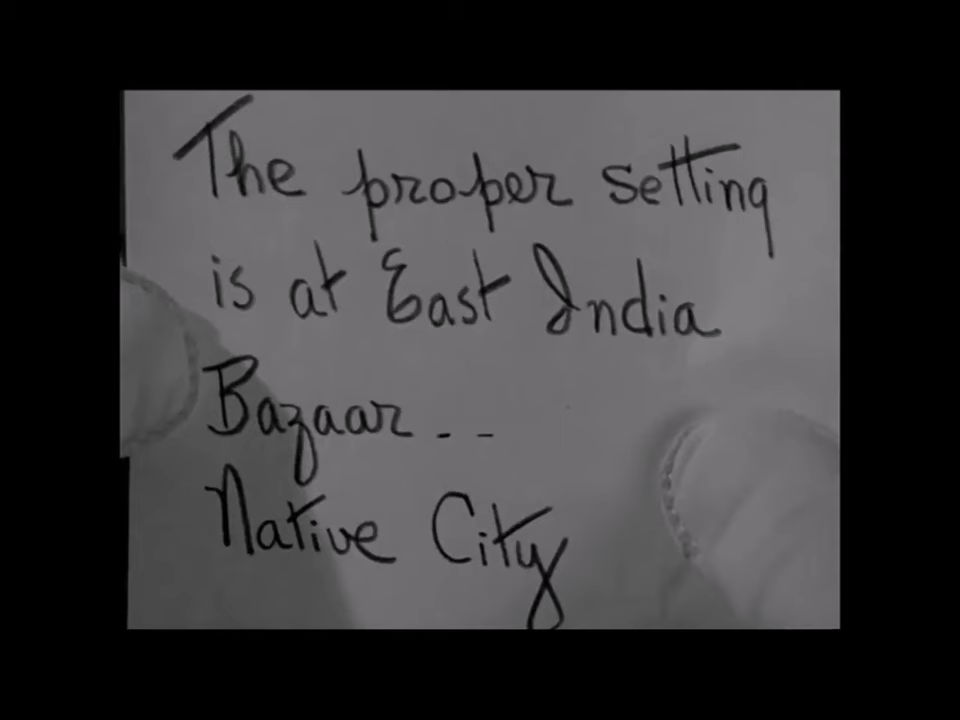 The proper setting
is at East India
Bazaar - -
Native City